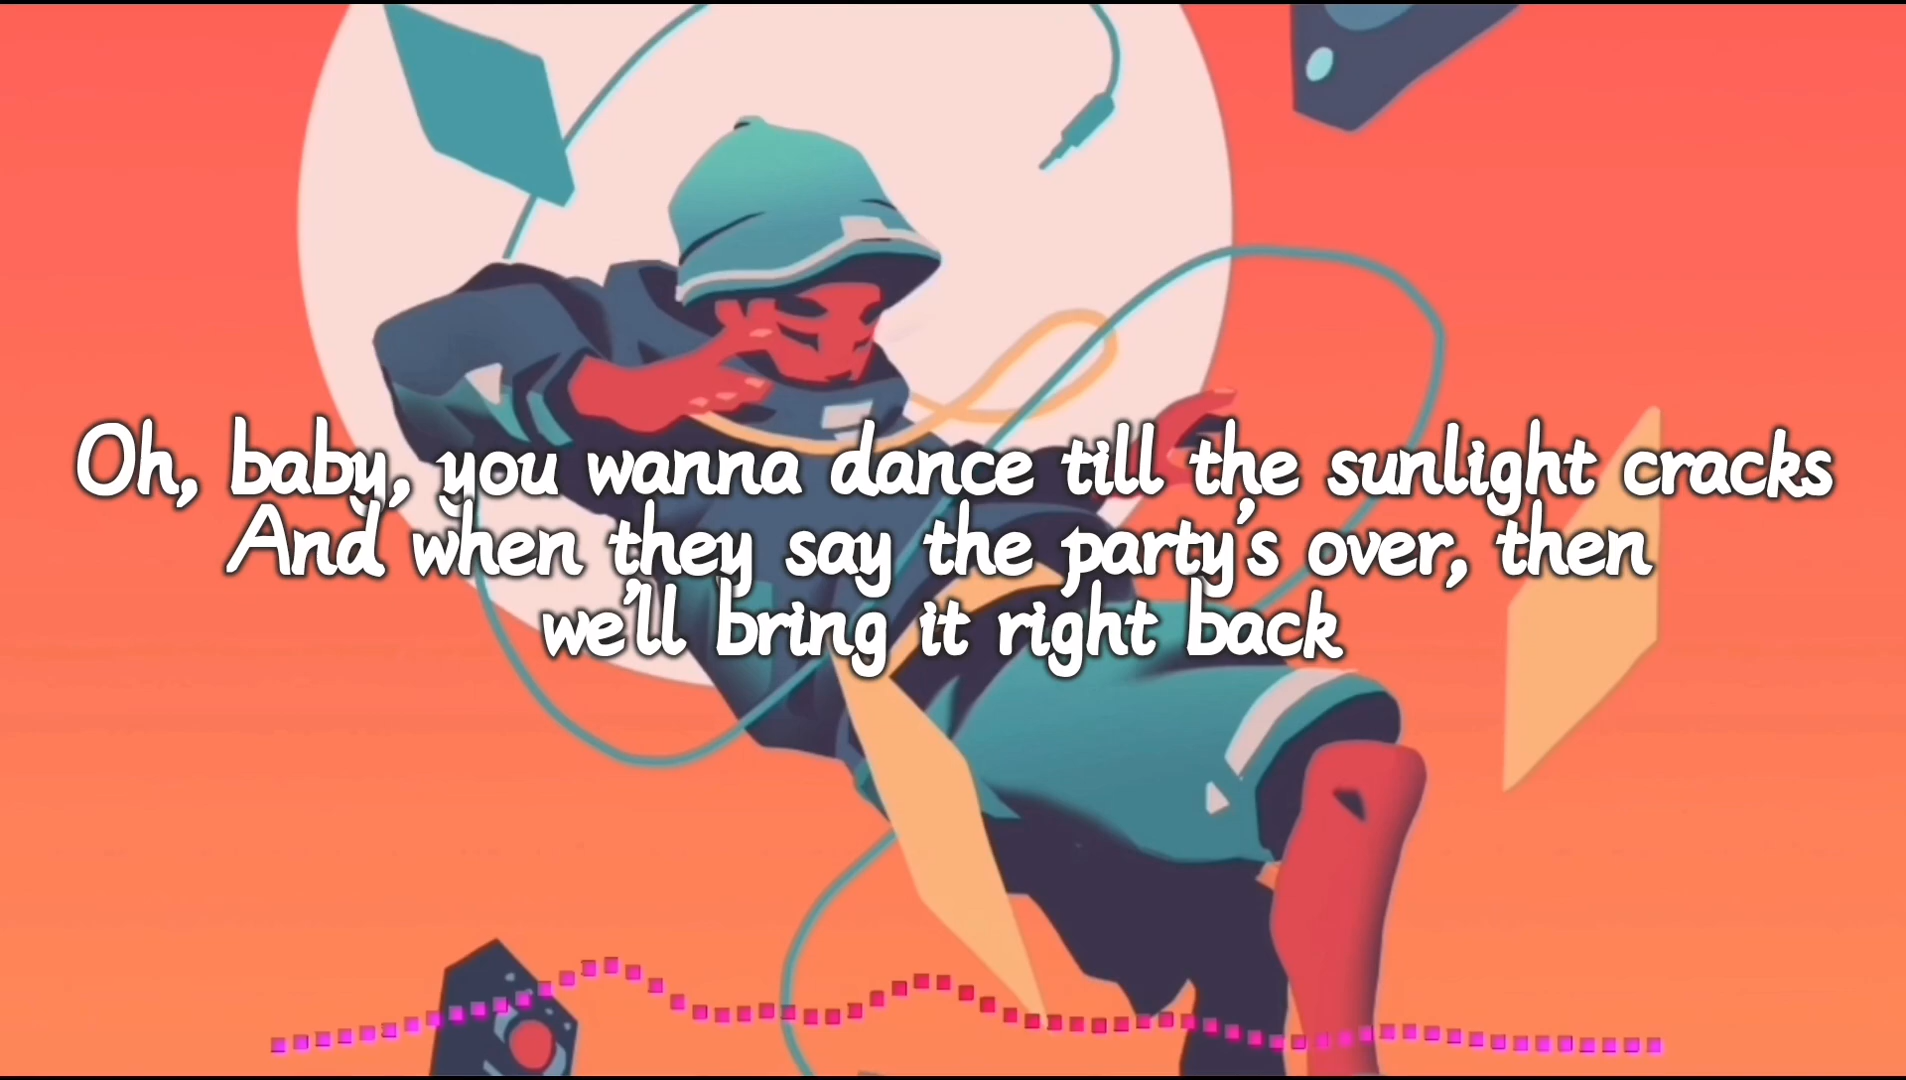 Oh, baby, you wanna dance till the sunlight cracks
And when they say the party's over, then
we'll bring it right back